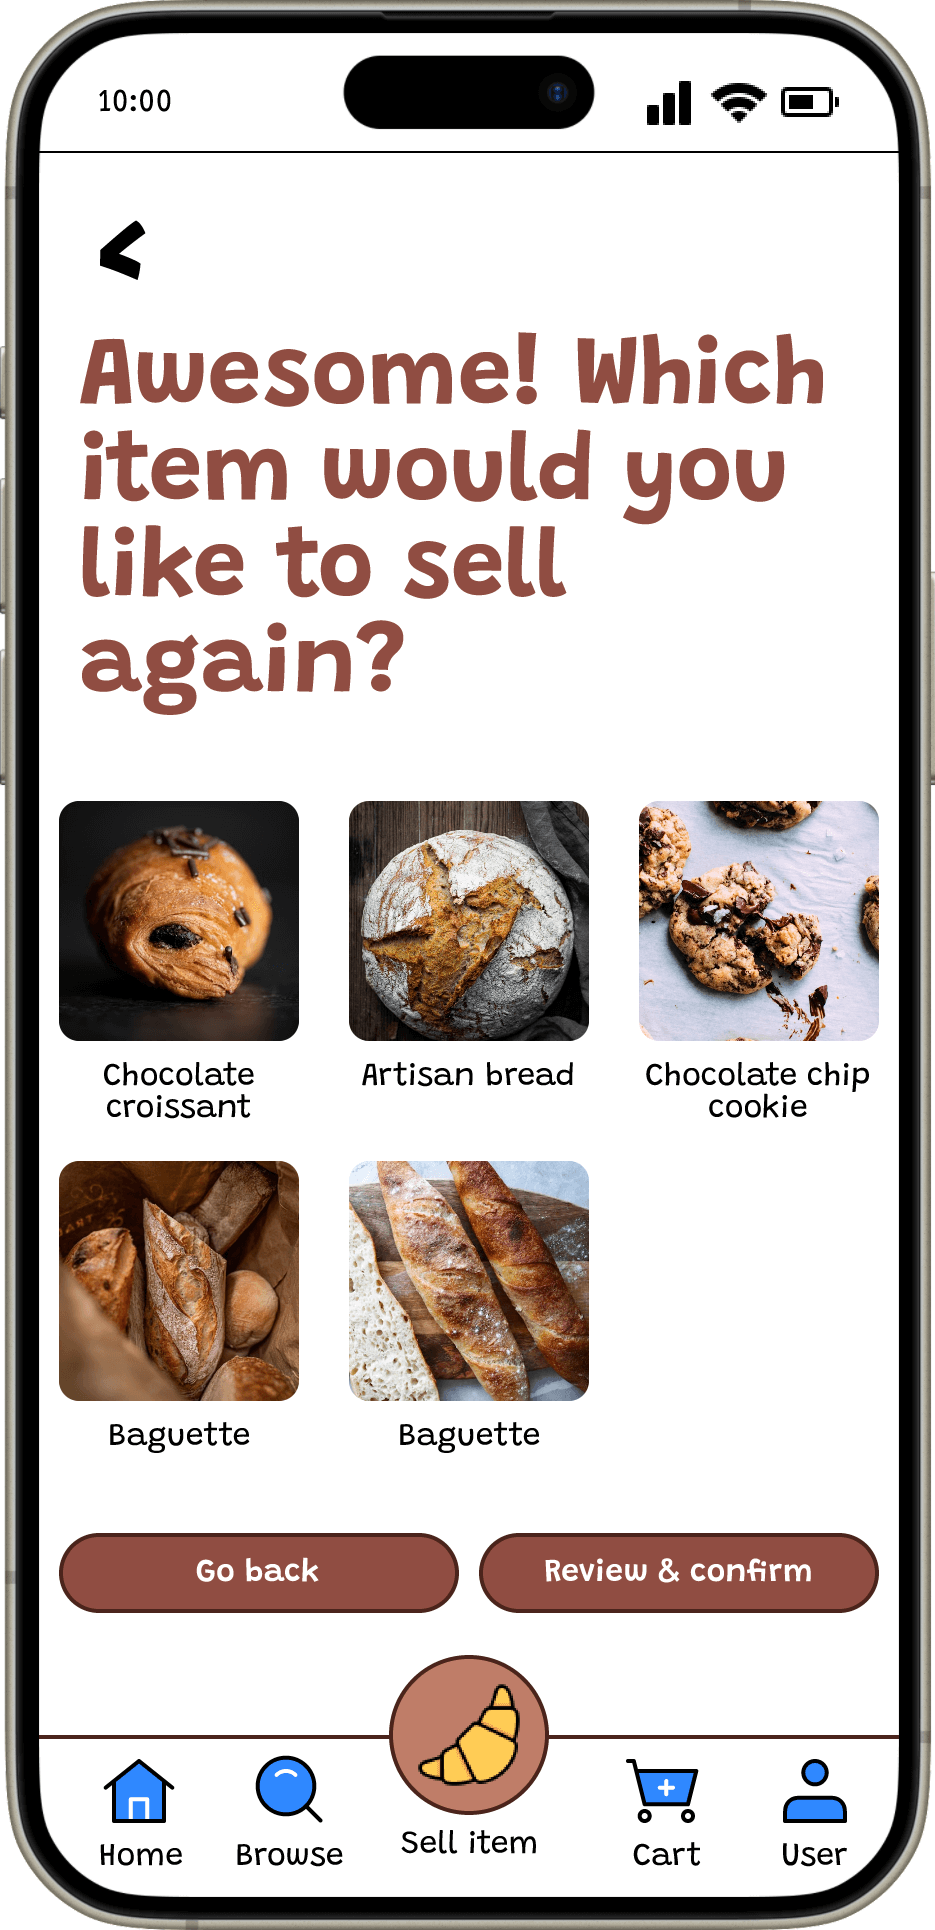 10:00
Awesome! Which
item would you
like to sell
again?
Chocolate
croissant
Artisan bread
Chocolate chip
cookie
Baguette
Baguette
Go back
Review & confirm
Home
Browse
Sell item
Cart
User